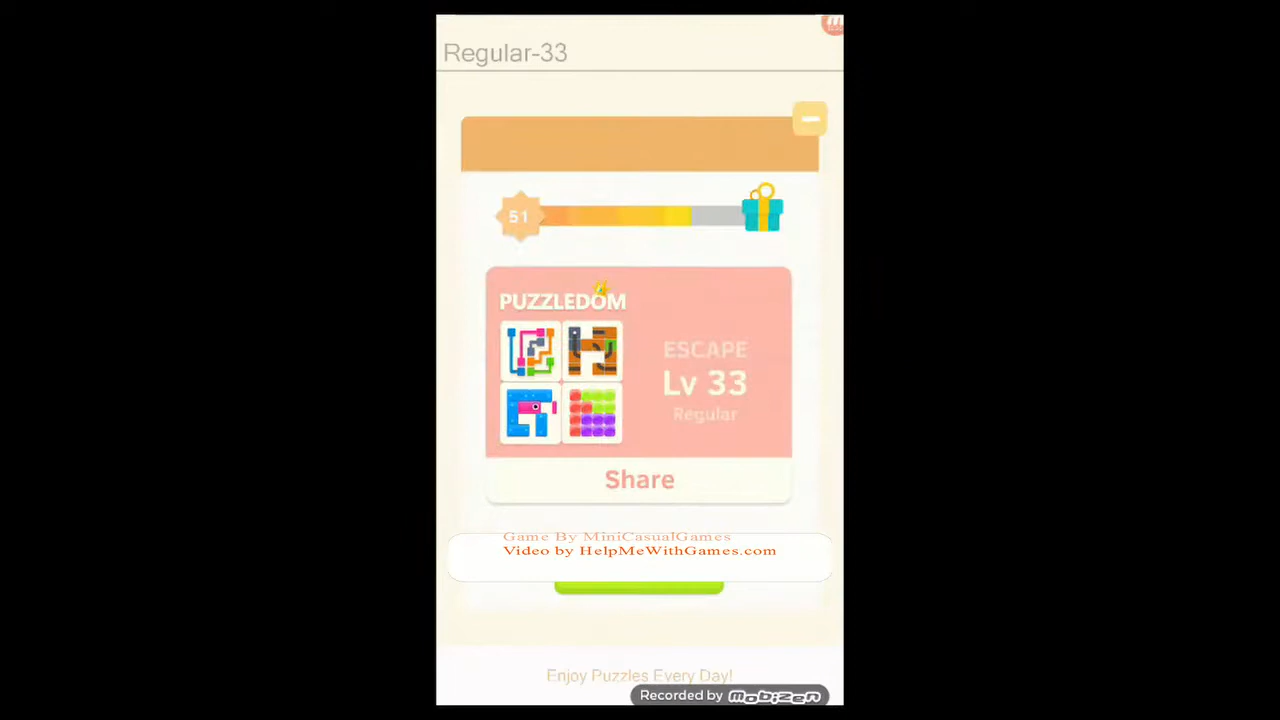 Regular-33
51
PUZZLEDOM
ESCAPE
Lv 33
Regular
Share
Game By MiniCasualGames
Video by HelpMeWithGames.com
Enjoy Puzzles Every Day!
Recorded by mobizen